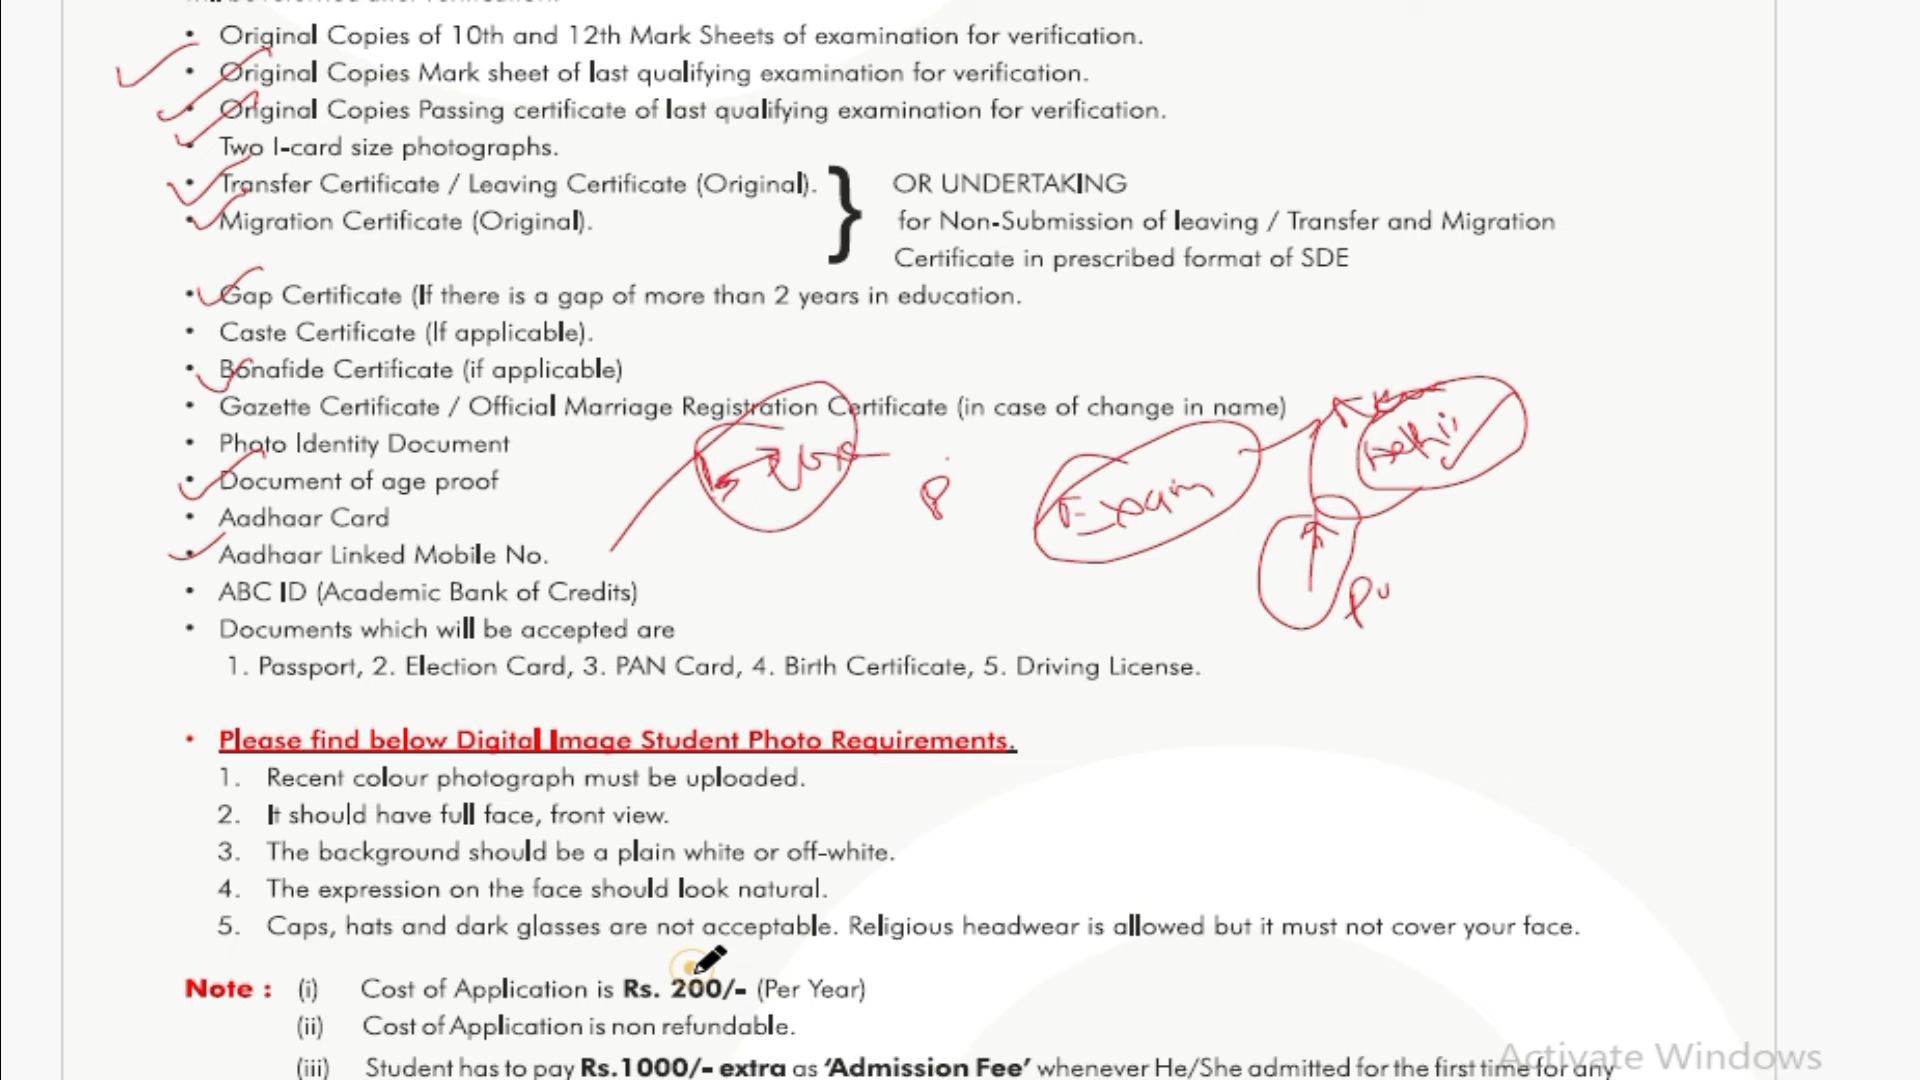 • Original Copies of 10th and 12th Mark Sheets of examination for verification.
• Original Copies Mark sheet of last qualifying examination for verification.
• Original Copies Passing certificate of last qualifying examination for verification.
• Two I-card size photographs.
• Transfer Certificate / Leaving Certificate (Original). } OR UNDERTAKING
• Migration Certificate (Original). for Non-Submission of leaving / Transfer and Migration
Certificate in prescribed format of SDE
• Gap Certificate (If there is a gap of more than 2 years in education.
• Caste Certificate (If applicable).
• Bonafide Certificate (if applicable)
• Gazette Certificate / Official Marriage Registration Certificate (in case of change in name)
• Photo Identity Document
Delhi
• Document of age proof
Exam
• Aadhaar Card
• Aadhaar Linked Mobile No.
• ABC ID (Academic Bank of Credits)
• Documents which will be accepted are
1. Passport, 2. Election Card, 3. PAN Card, 4. Birth Certificate, 5. Driving License.
• Please find below Digital Image Student Photo Requirements.
1. Recent colour photograph must be uploaded.
2. It should have full face, front view.
3. The background should be a plain white or off-white.
4. The expression on the face should look natural.
5. Caps, hats and dark glasses are not acceptable. Religious headwear is allowed but it must not cover your face.
Note : (i) Cost of Application is Rs. 200/- (Per Year)
(ii) Cost of Application is non refundable.
(iii) Student has to pay Rs.1000/- extra as ‘Admission Fee’ whenever He/She admitted for the first time for any
Activate Windows